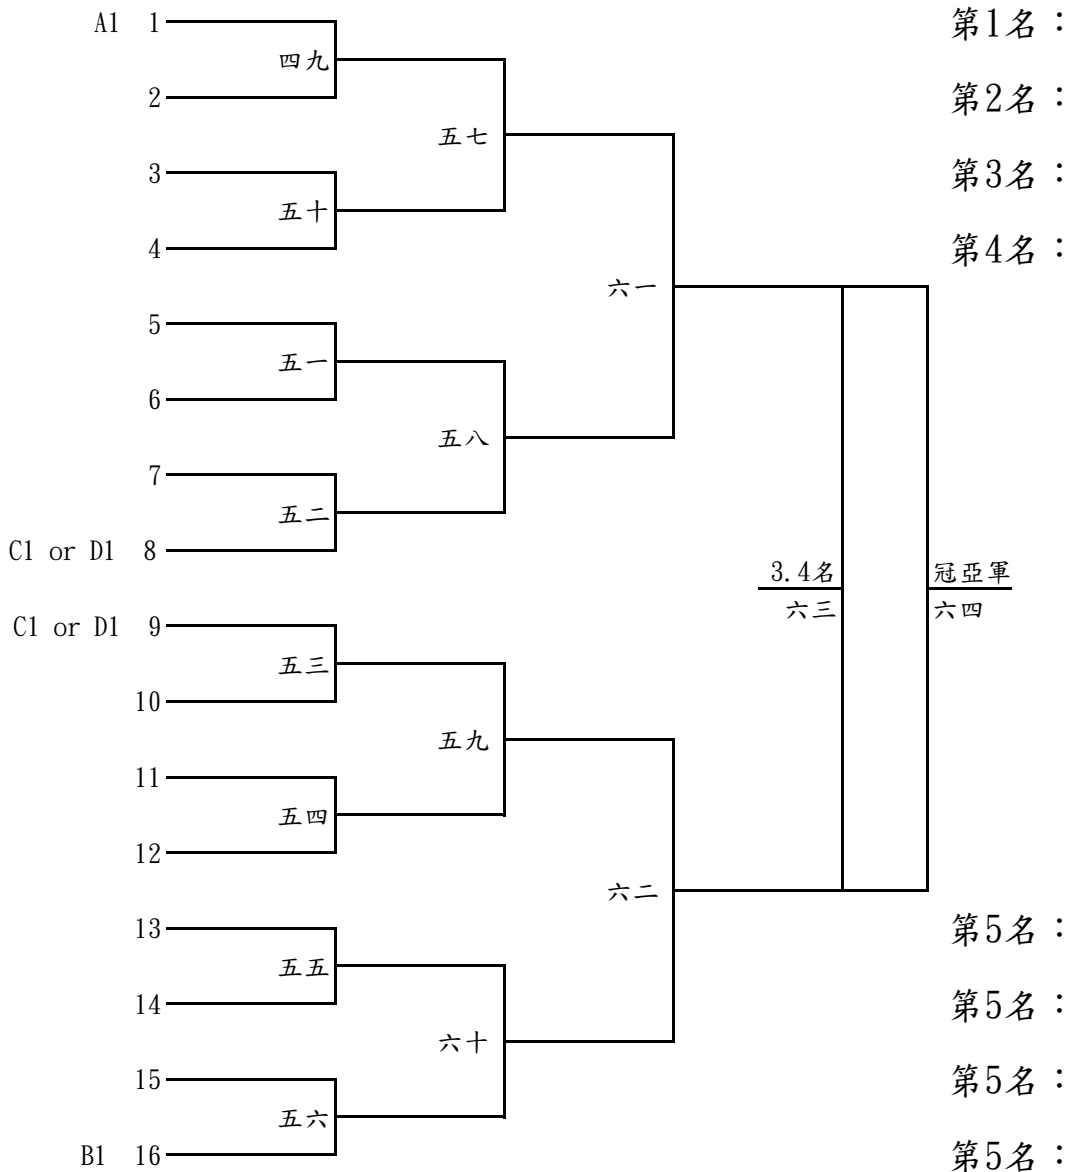 A1 1 第1名：
四九
2 第2名：
五七
3 第3名：
五十
4 第4名：
六一
5
五一
6
五八
7
五二
C1 or D1 8
3.4名 冠亞軍
六三 六四
C1 or D1 9
五三
10
五九
11
五四
12
六二
13 第5名：
五五
14 第5名：
六十
15 第5名：
五六
B1 16 第5名：